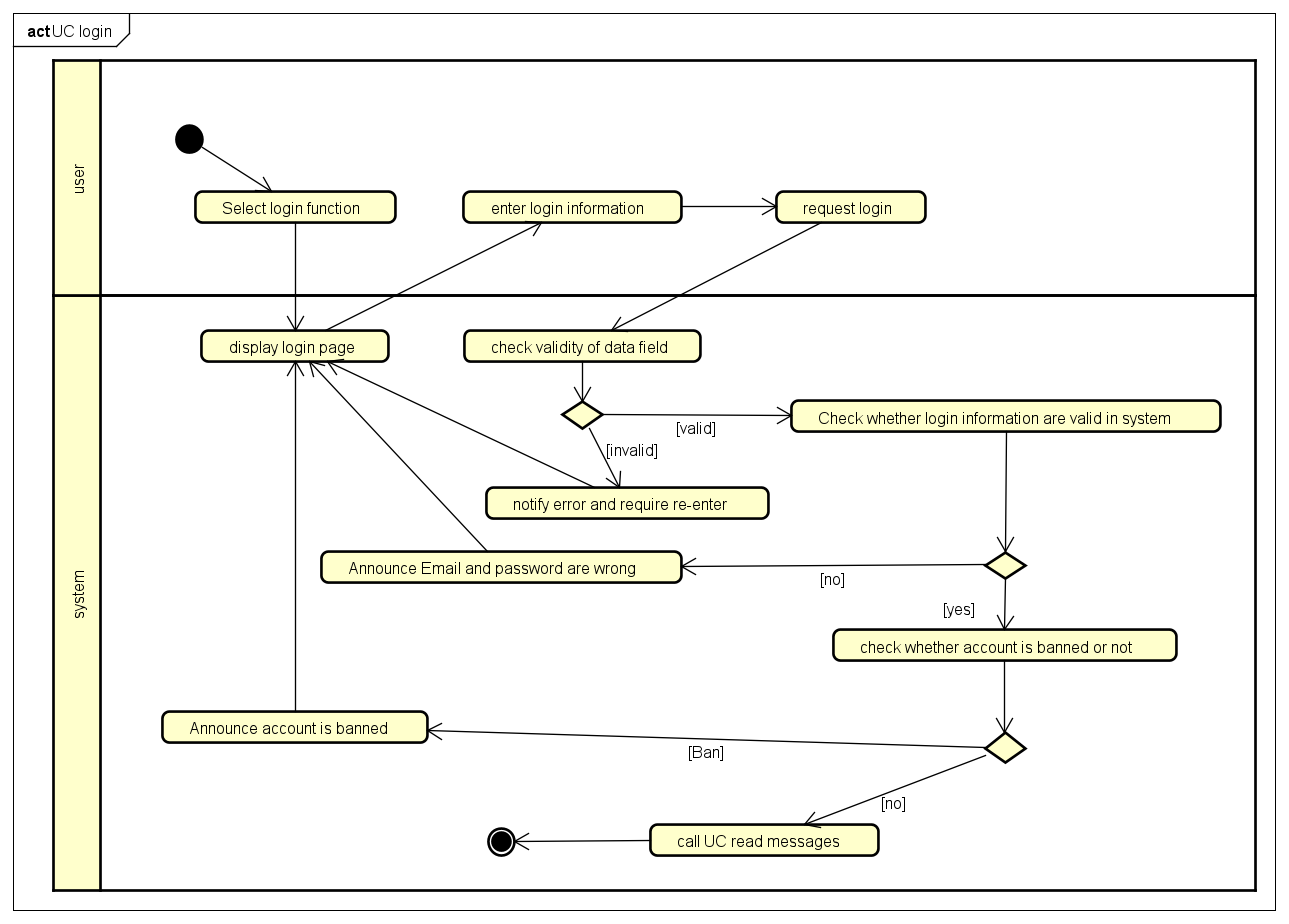 act UC login
user
Select login function
enter login information
request login
system
display login page
check validity of data field
[valid]
Check whether login information are valid in system
[invalid]
notify error and require re-enter
Announce Email and password are wrong
[no]
[yes]
check whether account is banned or not
Announce account is banned
[Ban]
[no]
call UC read messages